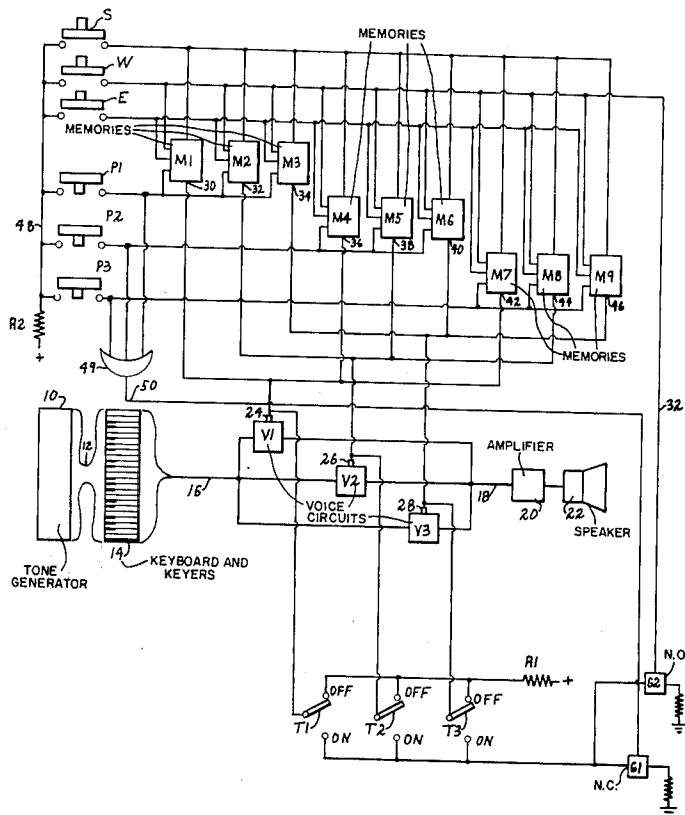 S
MEMORIES
W
E
MEMORIES
M1
M2
M3
P1
30
32
34
M4
M5
M6
48
P2
36
38
40
P3
M7
M8
M9
42
44
46
R2
+
MEMORIES
49
50
10
12
24
V1
32
AMPLIFIER
26
V2
16
18
VOICE CIRCUITS
28
V3
20
22
SPEAKER
14
TONE GENERATOR
KEYBOARD AND KEYERS
R1
+
N.O
G2
OFF
OFF
OFF
T1
T2
T3
ON
ON
ON
G1
N.C.